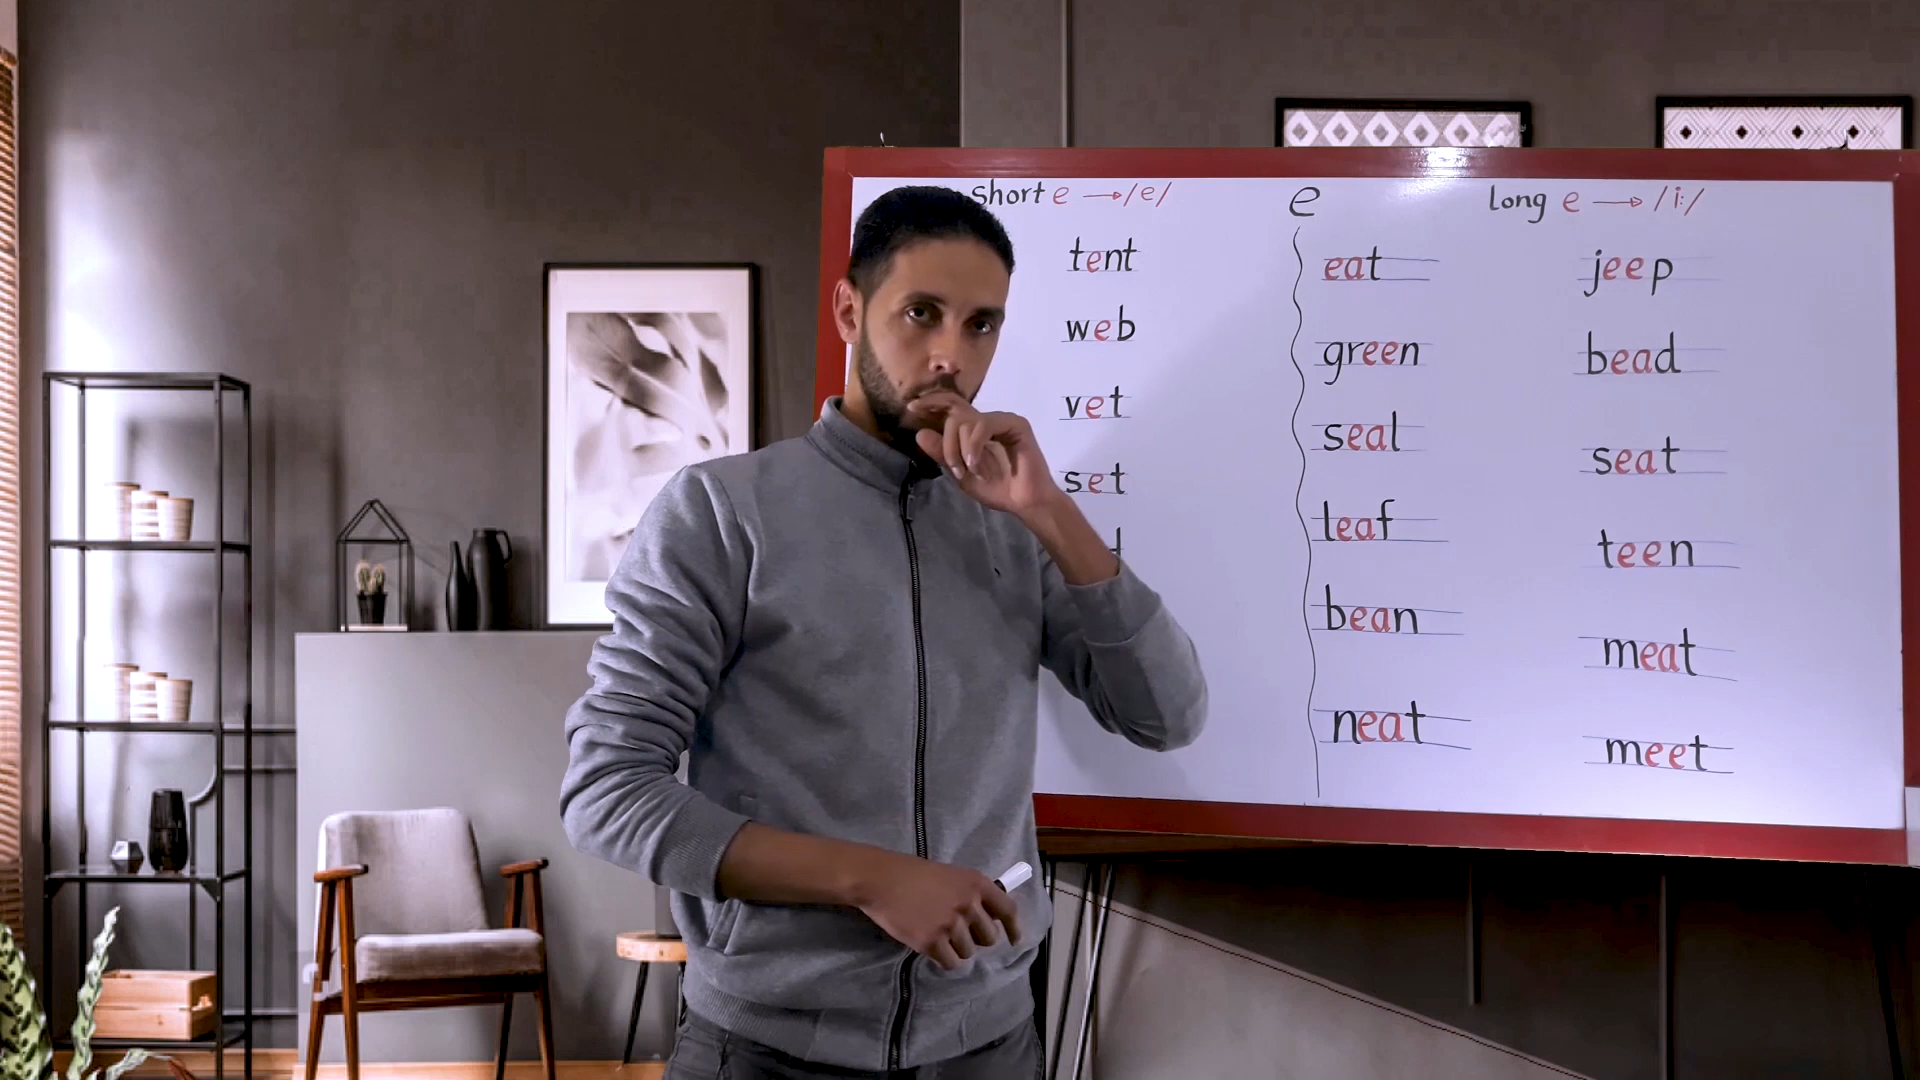 short e → /e/
e
long e → /i:/
tent
web
vet
set
eat
green
seal
leaf
bean
neat
jeep
bead
seat
teen
meat
meet